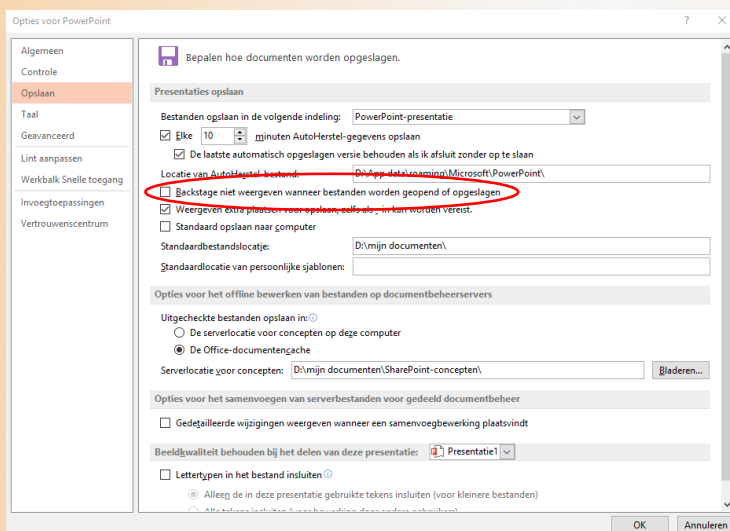 Opties voor PowerPoint
?
Algemeen
Controle
Opslaan
Taal
Geavanceerd
Lint aanpassen
Werkbalk Snelle toegang
Invoegtoepassingen
Vertrouwenscentrum
Bepalen hoe documenten worden opgeslagen.
Presentaties opslaan
Bestanden opslaan in de volgende indeling: PowerPoint-presentatie
Elke 10 minuten AutoHerstel-gegevens opslaan
De laatste automatisch opgeslagen versie behouden als ik afsluit zonder op te slaan
Locatie van AutoHerstel-bestand: D:\App data\roaming\Microsoft\PowerPoint\
Backstage niet weergeven wanneer bestanden worden geopend of opgeslagen
Weergeven extra plaatsen voor opslaan, zelfs als - in kan worden vereist.
Standaard opslaan naar computer
Standaardbestandslocatie: D:\mijn documenten\
Standaardlocatie van persoonlijke sjablonen:
Opties voor het offline bewerken van bestanden op documentbeheerservers
Uitgecheckte bestanden opslaan in:
De serverlocatie voor concepten op deze computer
De Office-documentencache
Serverlocatie voor concepten: D:\mijn documenten\SharePoint-concepten\ Bladeren...
Opties voor het samenvoegen van serverbestanden voor gedeeld documentbeheer
Gedetailleerde wijzigingen weergeven wanneer een samenvoegbewerking plaatsvindt
Beeldkwaliteit behouden bij het delen van deze presentatie: Presentatie1
Lettertypen in het bestand insluiten
Alleen de in deze presentatie gebruikte tekens insluiten (voor kleinere bestanden)
Alle tekens insluiten (voor bewerking door andere gebruikers)
OK Annuleren